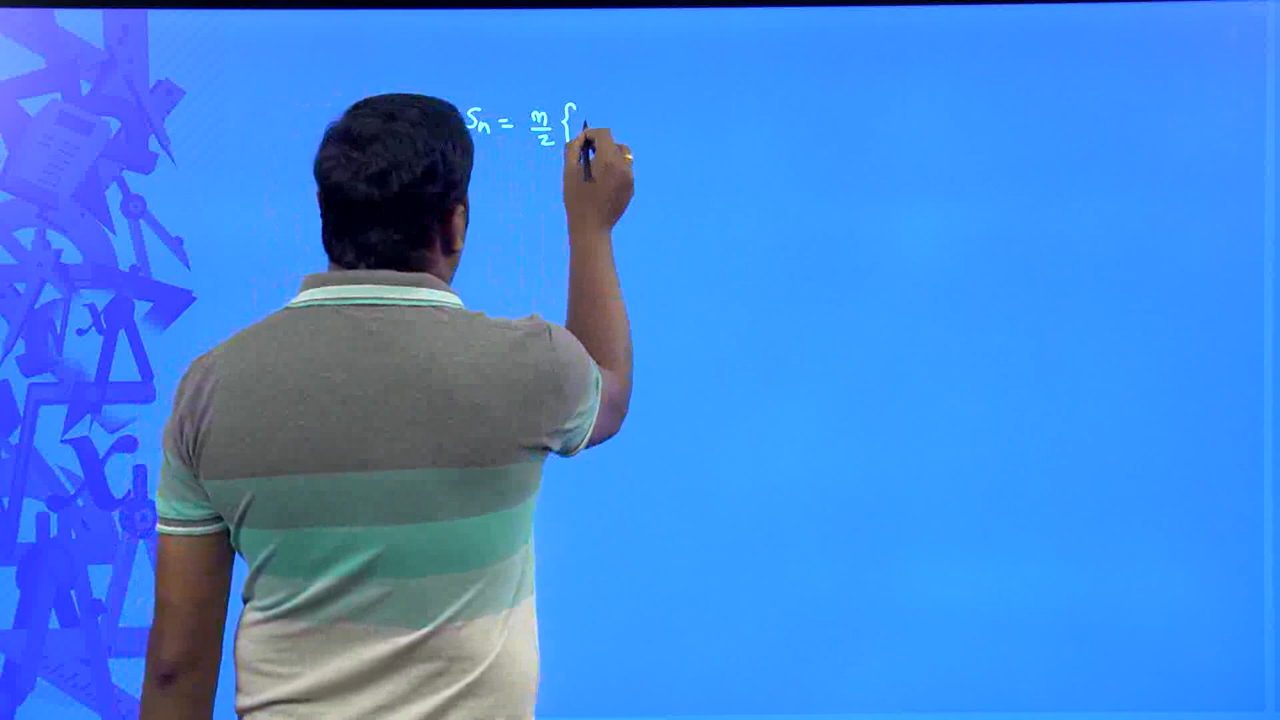 Sn = n/2 {